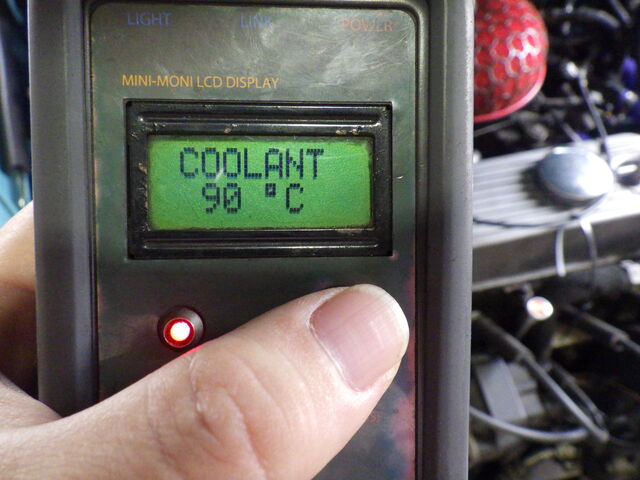 LIGHT LINK POWER
MINI-MONI LCD DISPLAY
COOLANT
90 °C